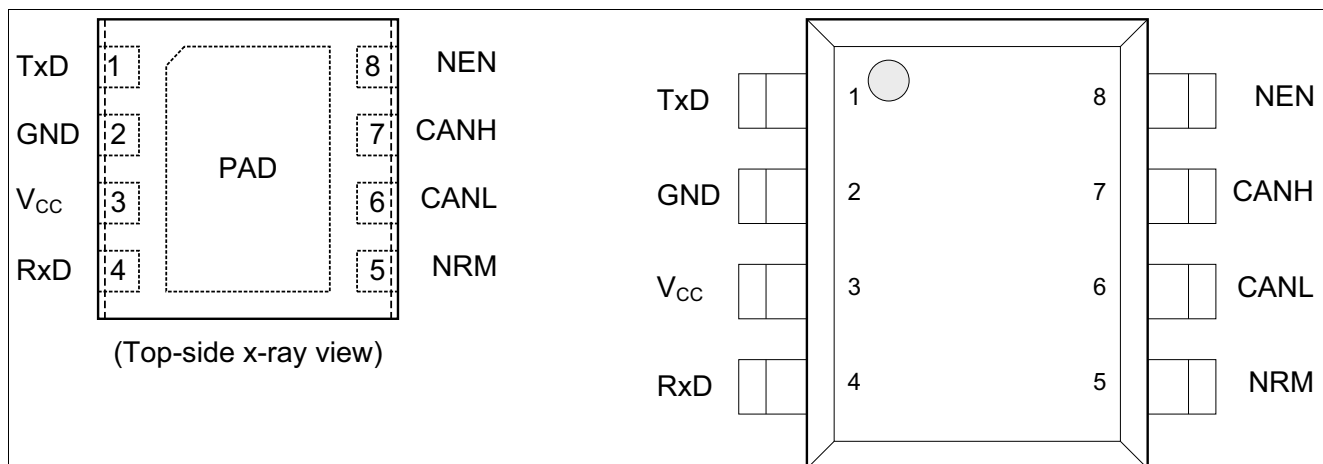 TxD 1 8 NEN
GND 2 7 CANH
PAD
VCC 3 6 CANL
RxD 4 5 NRM
(Top-side x-ray view)
TxD 1 8 NEN
GND 2 7 CANH
VCC 3 6 CANL
RxD 4 5 NRM